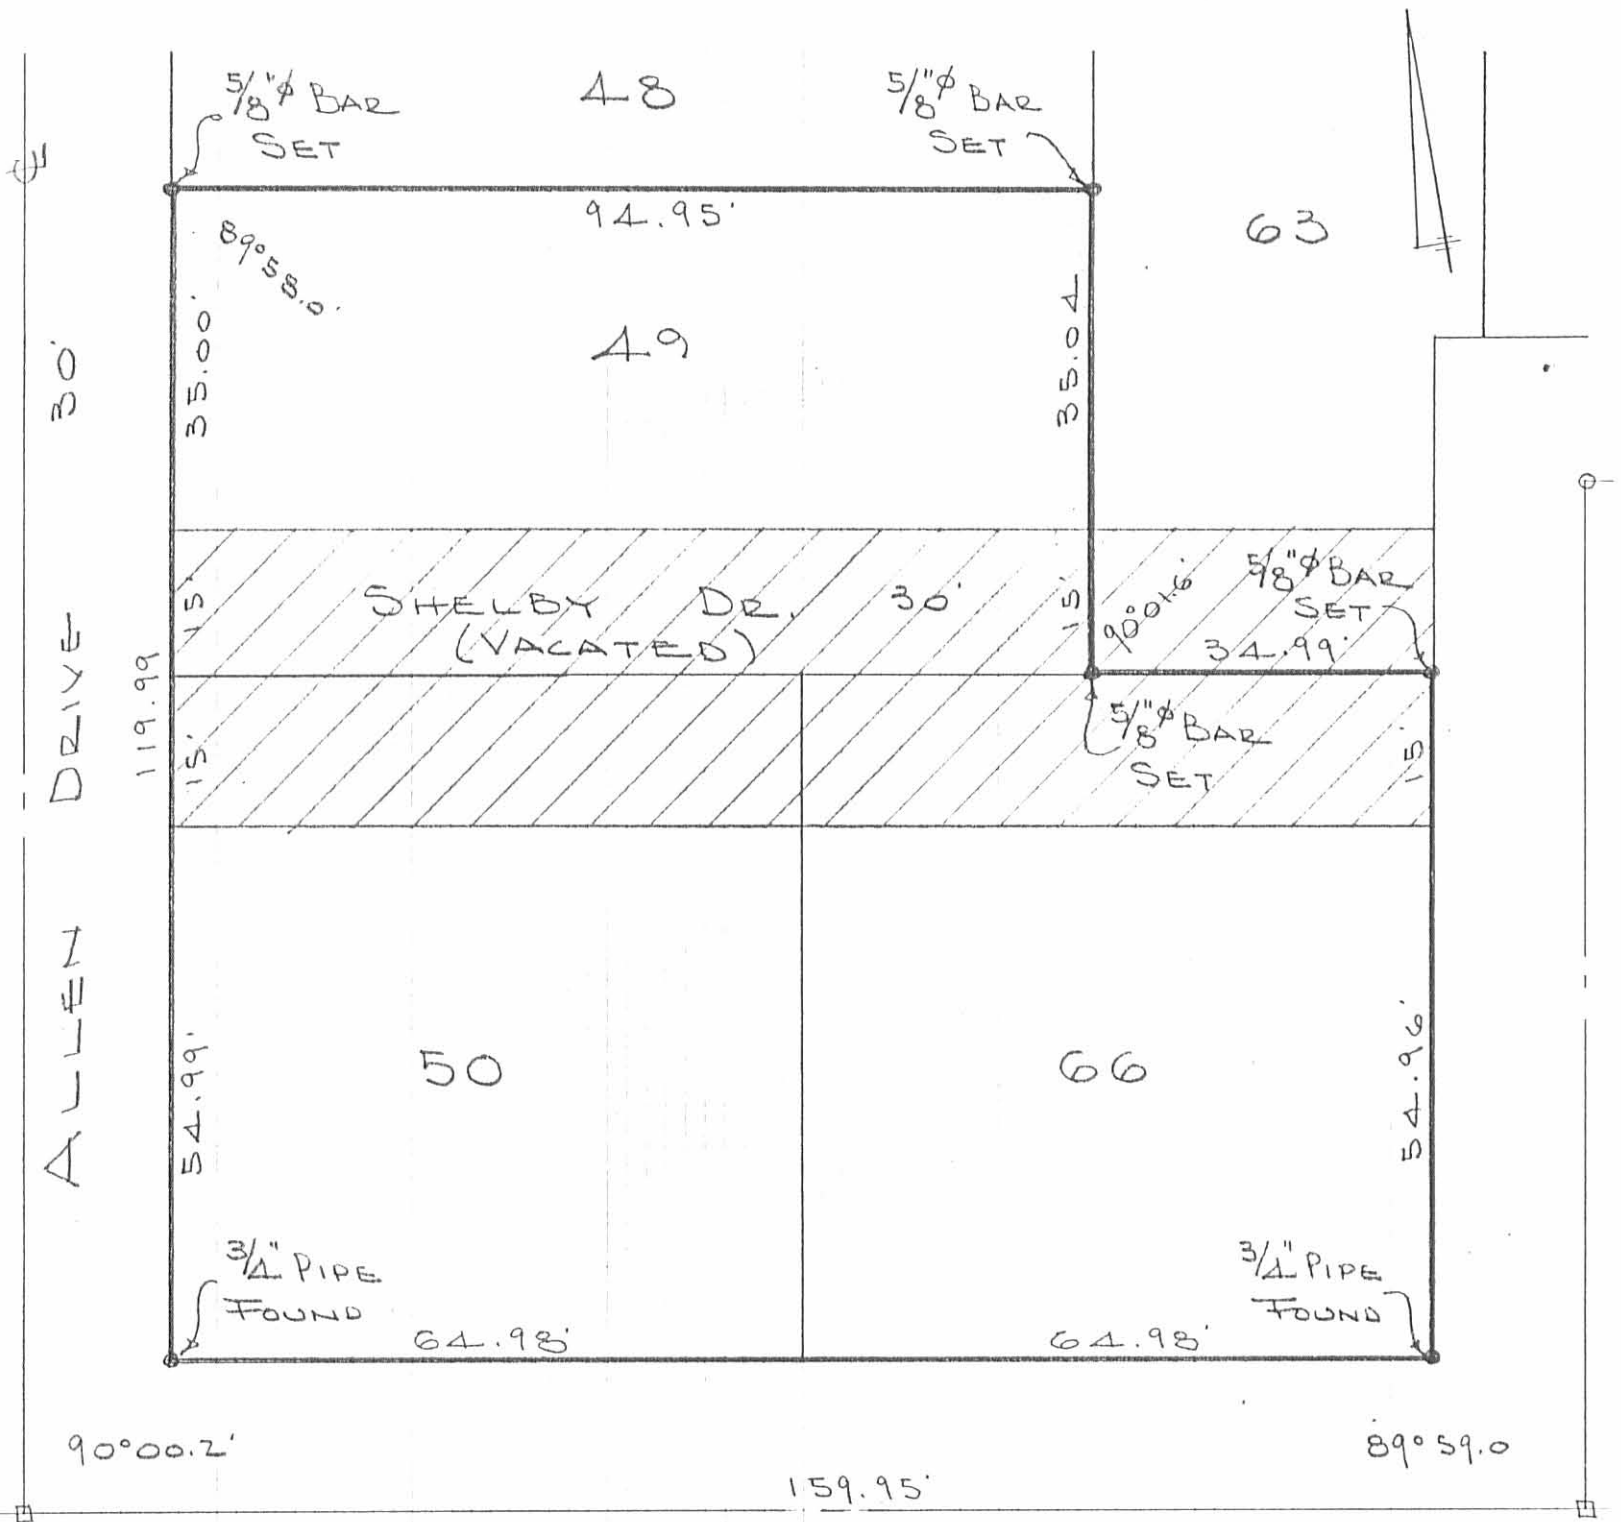 48
5/8"⌀ BAR
SET
5/8"⌀ BAR
SET
℄
94.95'
63
89°58.0'
35.00'
35.04
49
30'
5/8"⌀ BAR
SET
15'
SHELBY DR. 30'
(VACATED)
15'
90°01.6'
34.99'
119.99
15'
5/8"⌀ BAR
SET
15'
ALLEN DRIVE
54.99'
50
66
54.96'
3/4" PIPE
FOUND
3/4" PIPE
FOUND
64.98'
64.98'
90°00.2'
89°59.0
159.95'